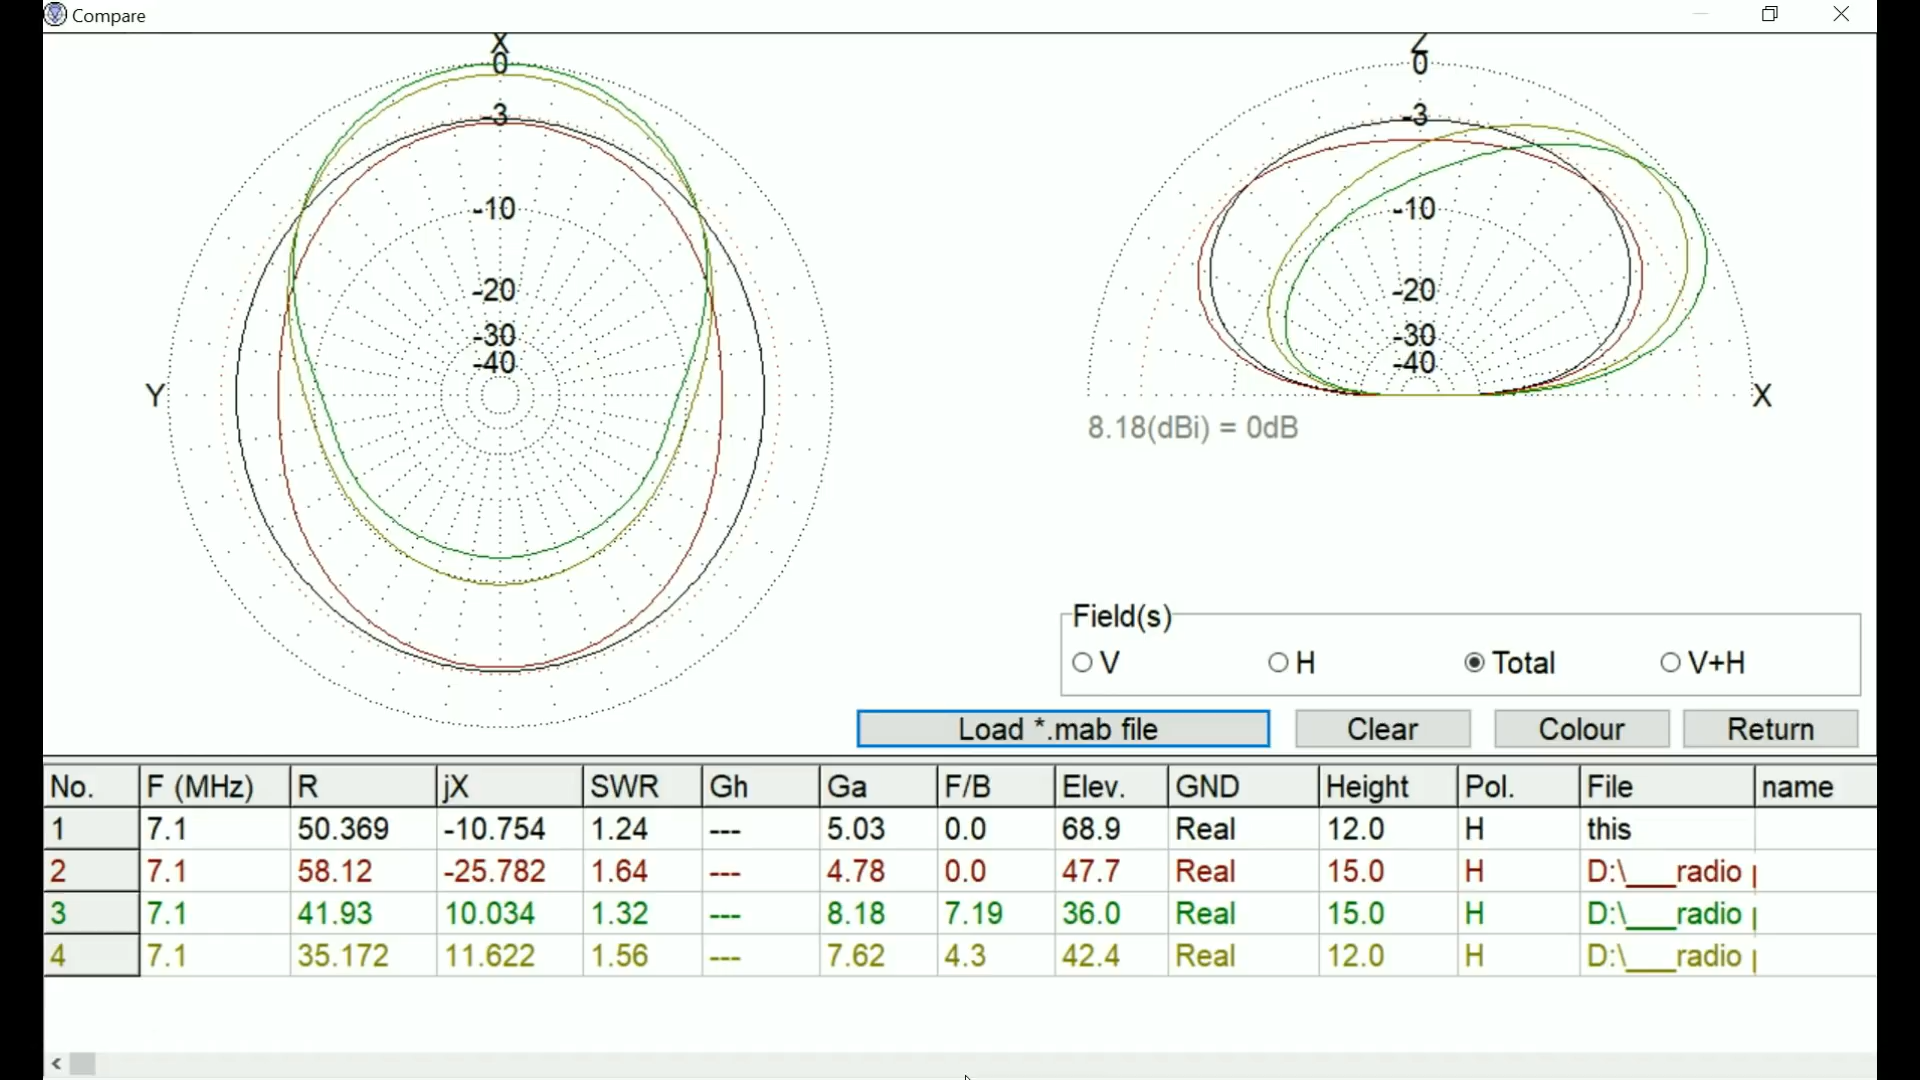 Compare
X
0
-3
-10
-20
-30
-40
Y
Z
0
-3
-10
-20
-30
-40
X
8.18(dBi) = 0dB
Field(s)
V H Total V+H
Load *.mab file Clear Colour Return
No. F (MHz) R jX SWR Gh Ga F/B Elev. GND Height Pol. File name
1 7.1 50.369 -10.754 1.24 --- 5.03 0.0 68.9 Real 12.0 H this
2 7.1 58.12 -25.782 1.64 --- 4.78 0.0 47.7 Real 15.0 H D:\___radio
3 7.1 41.93 10.034 1.32 --- 8.18 7.19 36.0 Real 15.0 H D:\___radio
4 7.1 35.172 11.622 1.56 --- 7.62 4.3 42.4 Real 12.0 H D:\___radio